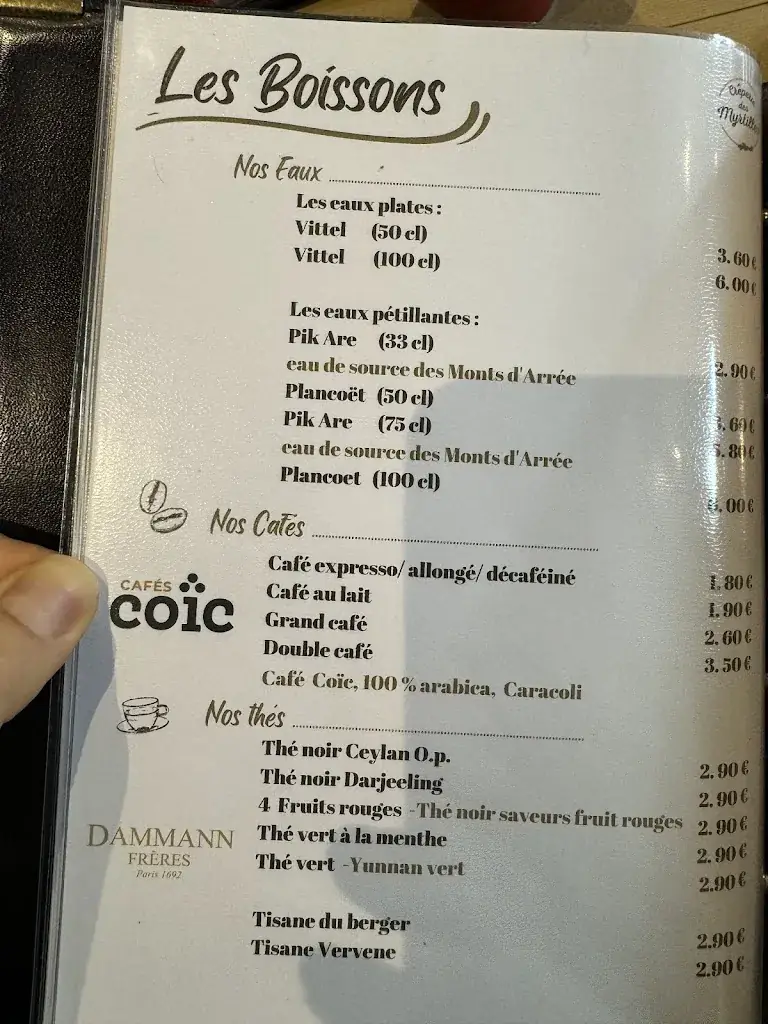 Les Boissons
Crêperie
des
Myrtilles
Nos Eaux
Les eaux plates :
Vittel (50 cl) 3.60€
Vittel (100 cl) 6.00€
Les eaux pétillantes :
Pik Are (33 cl) 2.90€
eau de source des Monts d'Arrée
Plancoët (50 cl) 3.60€
Pik Are (75 cl) .80€
eau de source des Monts d'Arrée
Plancoet (100 cl) 6.00€
Nos Cafés
CAFÉS
coïc
Café expresso/ allongé/ décaféiné 1.80€
Café au lait 1.90€
Grand café 2.60€
Double café 3.50€
Café Coïc, 100 % arabica, Caracoli
Nos thés
Thé noir Ceylan O.p. 2.90€
Thé noir Darjeeling 2.90€
4 Fruits rouges -Thé noir saveurs fruit rouges 2.90€
Thé vert à la menthe 2.90€
Thé vert -Yunnan vert 2.90€
DAMMANN
FRÈRES
Paris 1692
Tisane du berger 2.90€
Tisane Vervene 2.90€